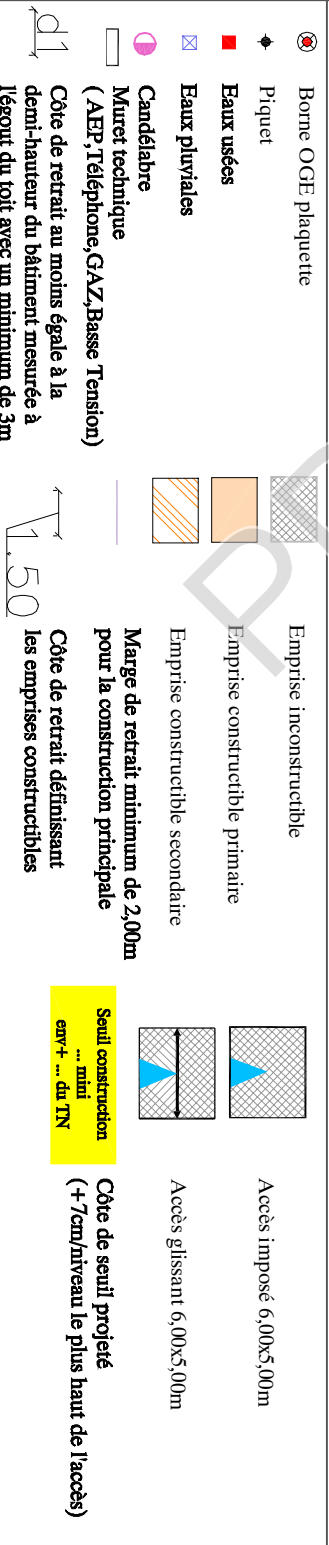 Borne OGE plaquette
Piquet
Eaux usées
Eaux pluviales
Candélabre
Muret technique
( AEP,Téléphone,GAZ,Basse Tension)
d1
Côte de retrait au moins égale à la
demi-hauteur du bâtiment mesurée à
l'égout du toit avec un minimum de 3m
Emprise inconstructible
Emprise constructible primaire
Emprise constructible secondaire
Marge de retrait minimum de 2,00m
pour la construction principale
1.50
Côte de retrait définissant
les emprises constructibles
Accès imposé 6,00x5,00m
Accès glissant 6,00x5,00m
Seuil construction
... mini
env+ ... du TN
Côte de seuil projeté
(+7cm/niveau le plus haut de l'accès)